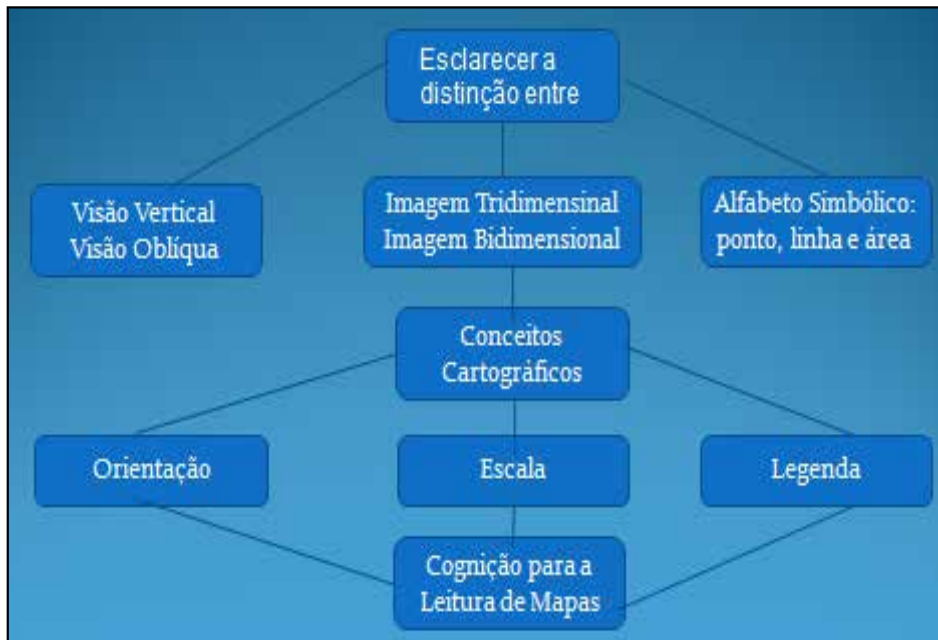 Esclarecer a
distinção entre
Visão Vertical
Visão Oblíqua
Imagem Tridimensinal
Imagem Bidimensional
Alfabeto Simbólico:
ponto, linha e área
Conceitos
Cartográficos
Orientação
Escala
Legenda
Cognição para a
Leitura de Mapas